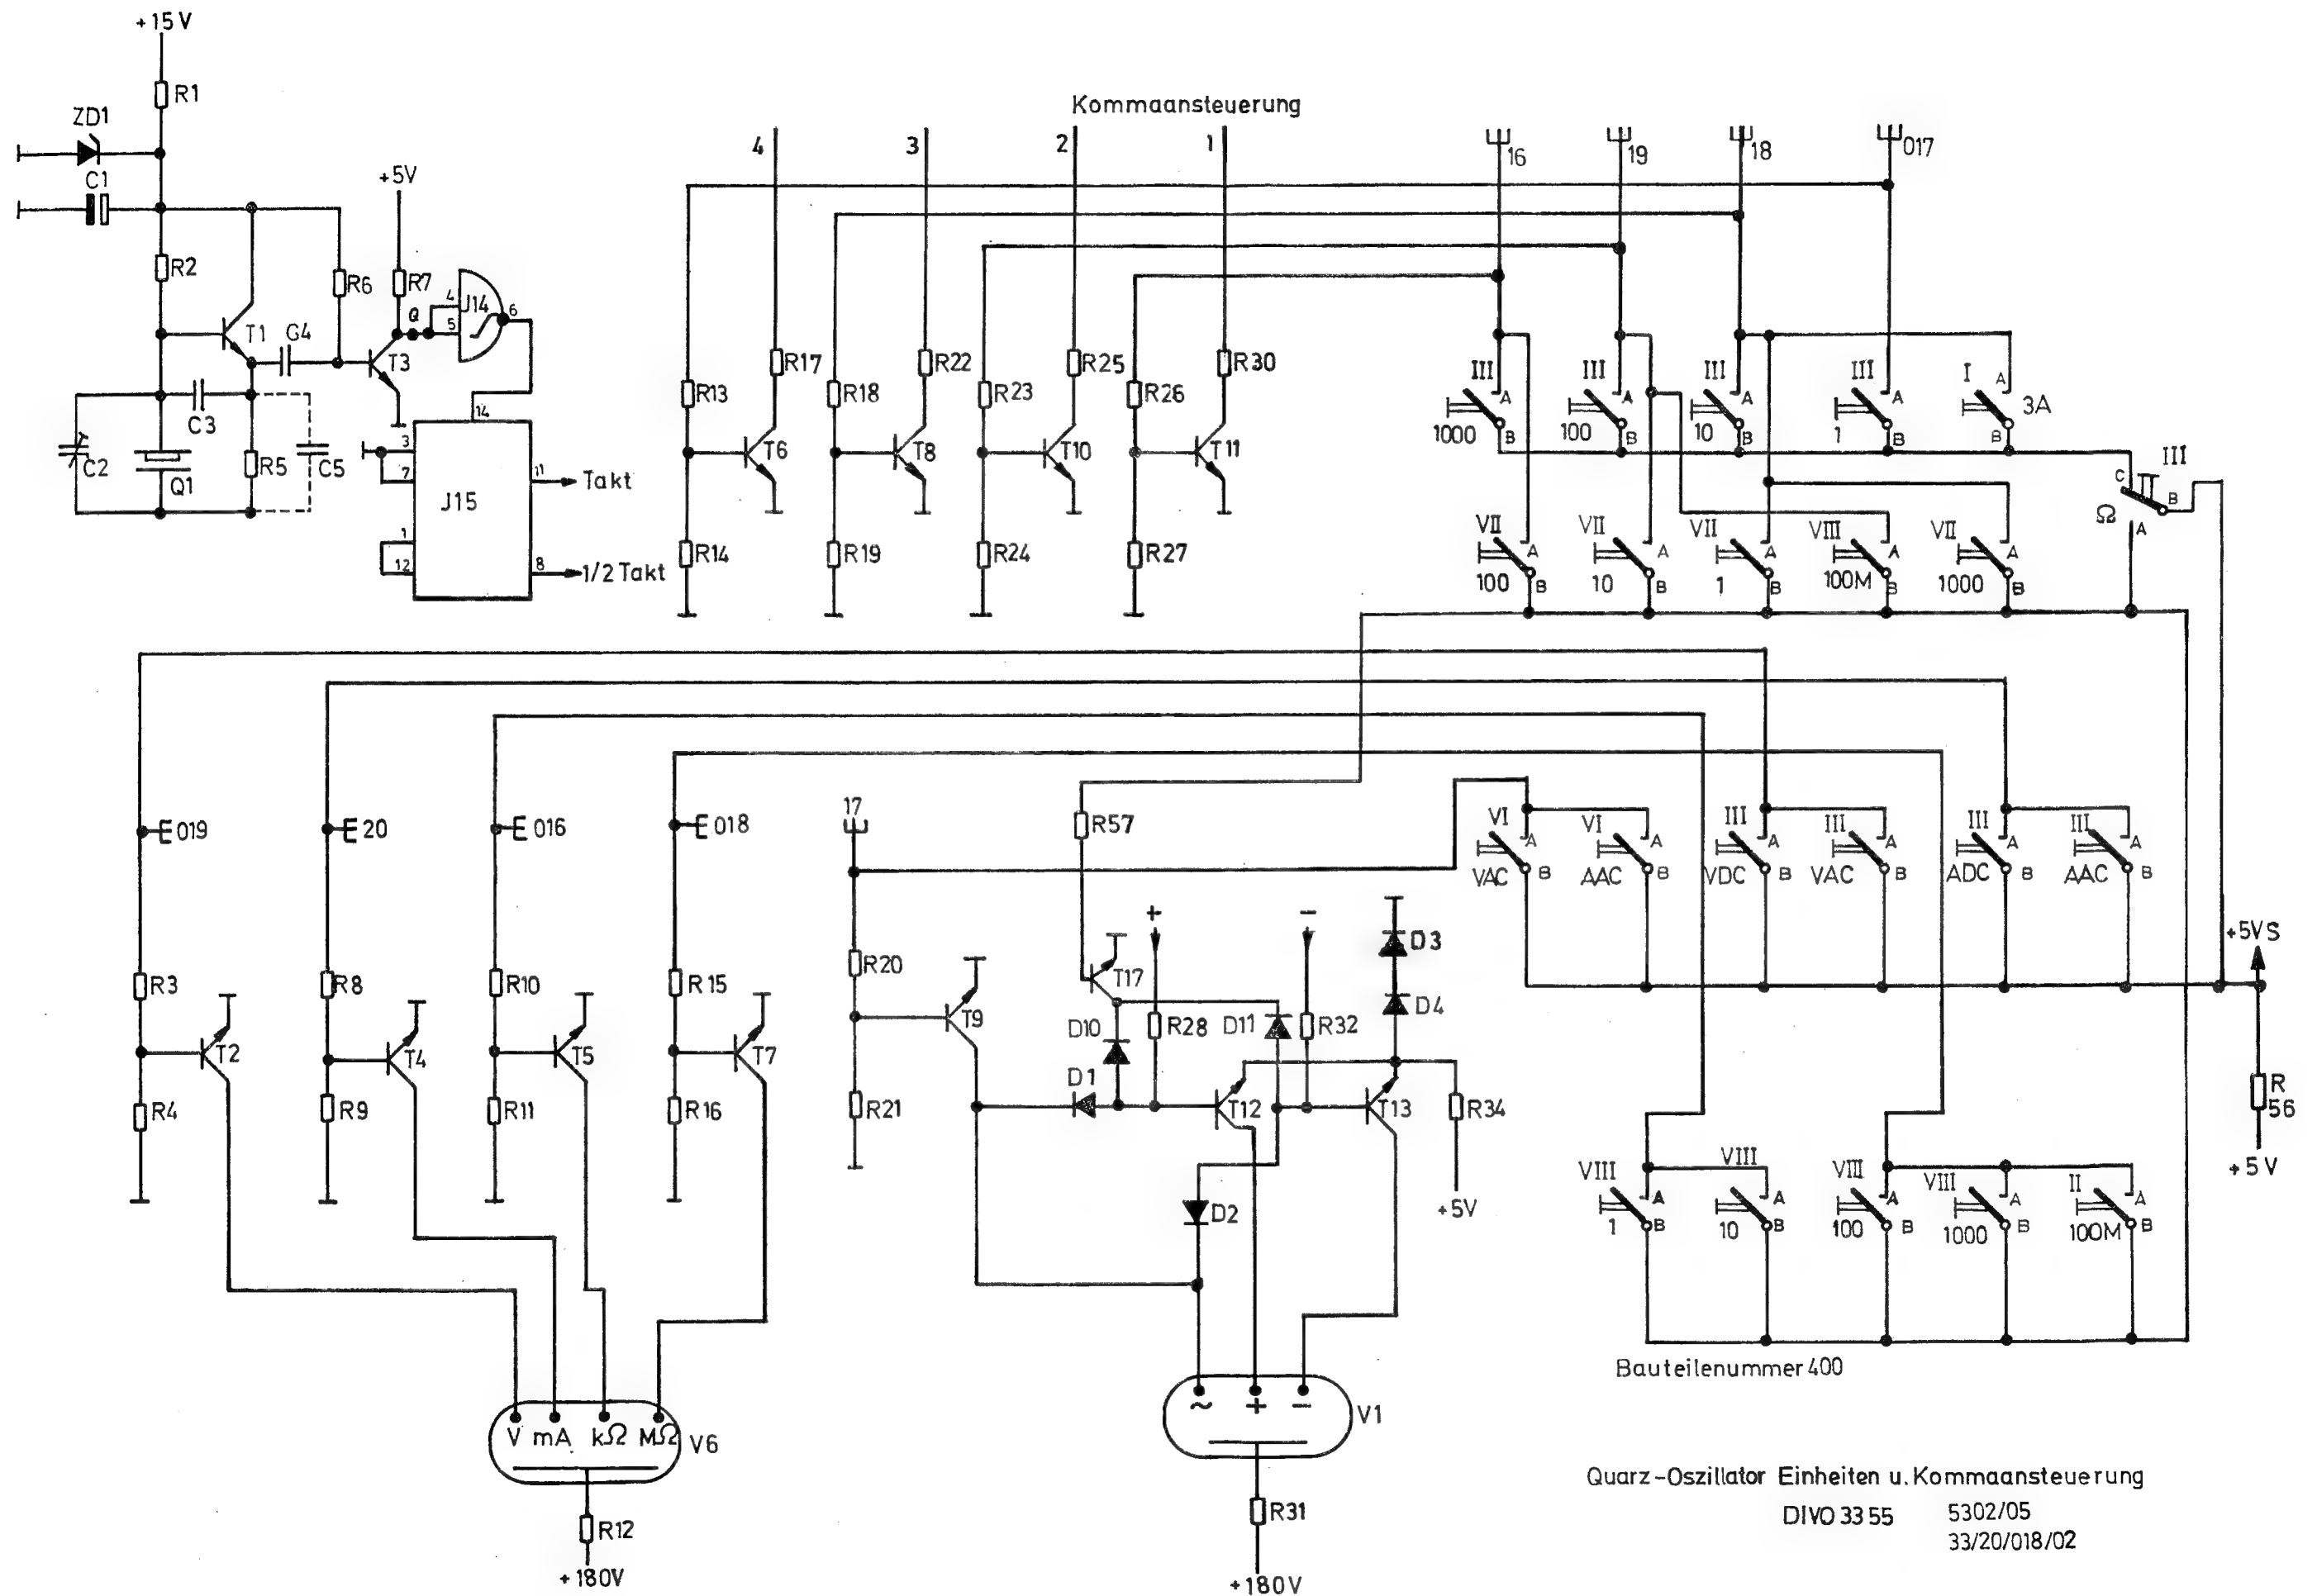 +15V
R1
ZD1
C1
+5V
R2
R6
R7
Q
4
5
J14
6
T1
G4
T3
C3
C2
Q1
R5
C5
14
3
7
11
Takt
J15
1
12
8
1/2 Takt
Kommaansteuerung
4
3
2
1
16
19
18
017
R17
R22
R25
R30
R13
R18
R23
R26
T6
T8
T10
T11
R14
R19
R24
R27
III
A
1000
B
III
A
100
B
III
A
10
B
III
A
1
B
I
A
3A
B
III
C
B
Ω
A
VII
A
100
B
VII
A
10
B
VII
A
1
B
VIII
A
100M
B
VII
A
1000
B
019
20
016
018
17
R57
VI
A
VAC
B
VI
A
AAC
B
III
A
VDC
B
III
A
VAC
B
III
A
ADC
B
III
A
AAC
B
+5VS
R
56
+5V
R3
R8
R10
R15
R20
T17
+
−
D3
D4
T2
T4
T5
T7
T9
D10
R28
D11
R32
R4
R9
R11
R16
R21
D1
T12
T13
R34
D2
+5V
VIII
A
1
B
VIII
A
10
B
VIII
A
100
B
VIII
A
1000
B
II
A
100M
B
Bauteilenummer 400
V mA kΩ MΩ
V6
R12
+180V
~ + −
V1
R31
+180V
Quarz-Oszillator Einheiten u. Kommaansteuerung
DIVO 33 55
5302/05
33/20/018/02